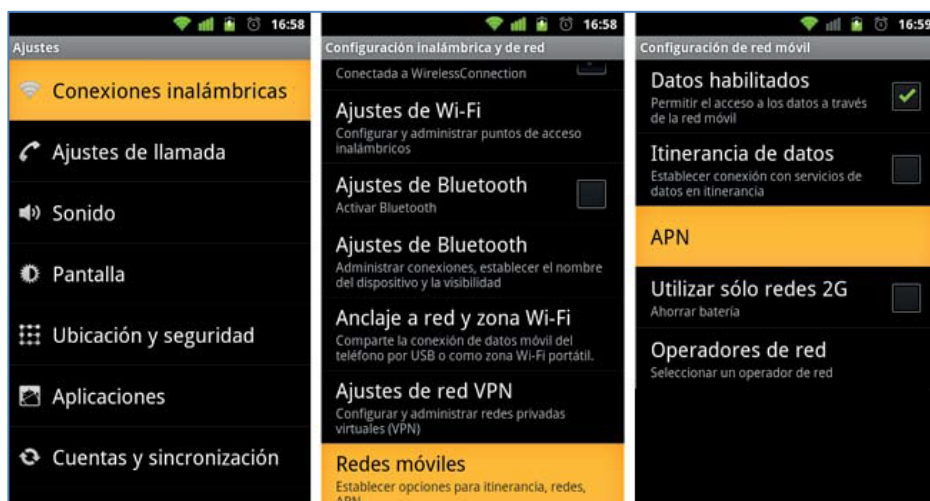 16:58
Ajustes
Conexiones inalámbricas
Ajustes de llamada
Sonido
Pantalla
Ubicación y seguridad
Aplicaciones
Cuentas y sincronización
16:58
Configuración inalámbrica y de red
Conectada a WirelessConnection
Ajustes de Wi-Fi
Configurar y administrar puntos de acceso
inalámbricos
Ajustes de Bluetooth
Activar Bluetooth
Ajustes de Bluetooth
Administrar conexiones, establecer el nombre
del dispositivo y la visibilidad
Anclaje a red y zona Wi-Fi
Comparte la conexión de datos móvil del
teléfono por USB o como zona Wi-Fi portátil.
Ajustes de red VPN
Configurar y administrar redes privadas
virtuales (VPN)
Redes móviles
Establecer opciones para itinerancia, redes,
APN
16:59
Configuración de red móvil
Datos habilitados
Permitir el acceso a los datos a través
de la red móvil
Itinerancia de datos
Establecer conexión con servicios de
datos en itinerancia
APN
Utilizar sólo redes 2G
Ahorrar batería
Operadores de red
Seleccionar un operador de red